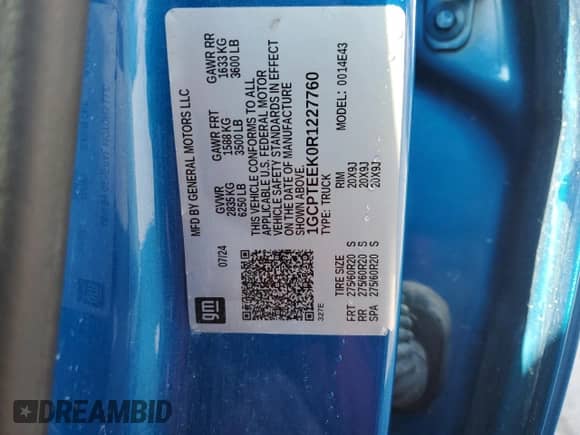 MFD BY GENERAL MOTORS LLC
07/24
GVWR GAWR FRT GAWR RR
2835 KG 1588 KG 1633 KG
6250 LB 3500 LB 3600 LB
THIS VEHICLE CONFORMS TO ALL
APPLICABLE U.S. FEDERAL MOTOR
VEHICLE SAFETY STANDARDS IN EFFECT
ON THE DATE OF MANUFACTURE
SHOWN ABOVE.
1GCPTEEK0R1227760
TYPE: TRUCK MODEL: 0014E43
327E
TIRE SIZE RIM
FRT 275/60R20 S 20X9J
RR 275/60R20 S 20X9J
SPA 275/60R20 S 20X9J
gm
DREAMBID